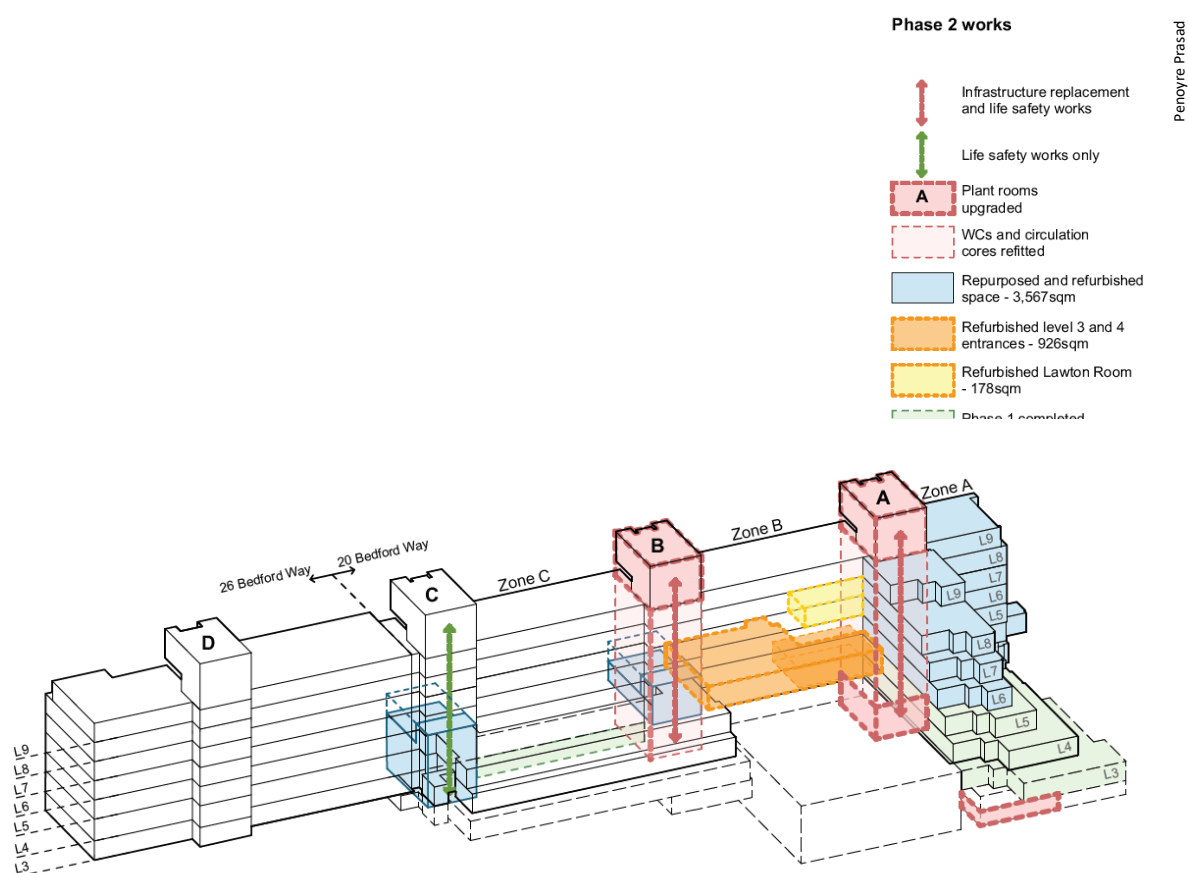 Phase 2 works
Penoyre Prasad
Infrastructure replacement
and life safety works
Life safety works only
A
Plant rooms
upgraded
WCs and circulation
cores refitted
Repurposed and refurbished
space - 3,567sqm
Refurbished level 3 and 4
entrances - 926sqm
Refurbished Lawton Room
- 178sqm
Phase 1 completed
A
Zone A
Zone B
B
Zone C
20 Bedford Way
26 Bedford Way
C
D
L9
L8
L7
L6
L5
L9
L8
L7
L6
L5
L4
L3
L9
L8
L7
L6
L5
L4
L3